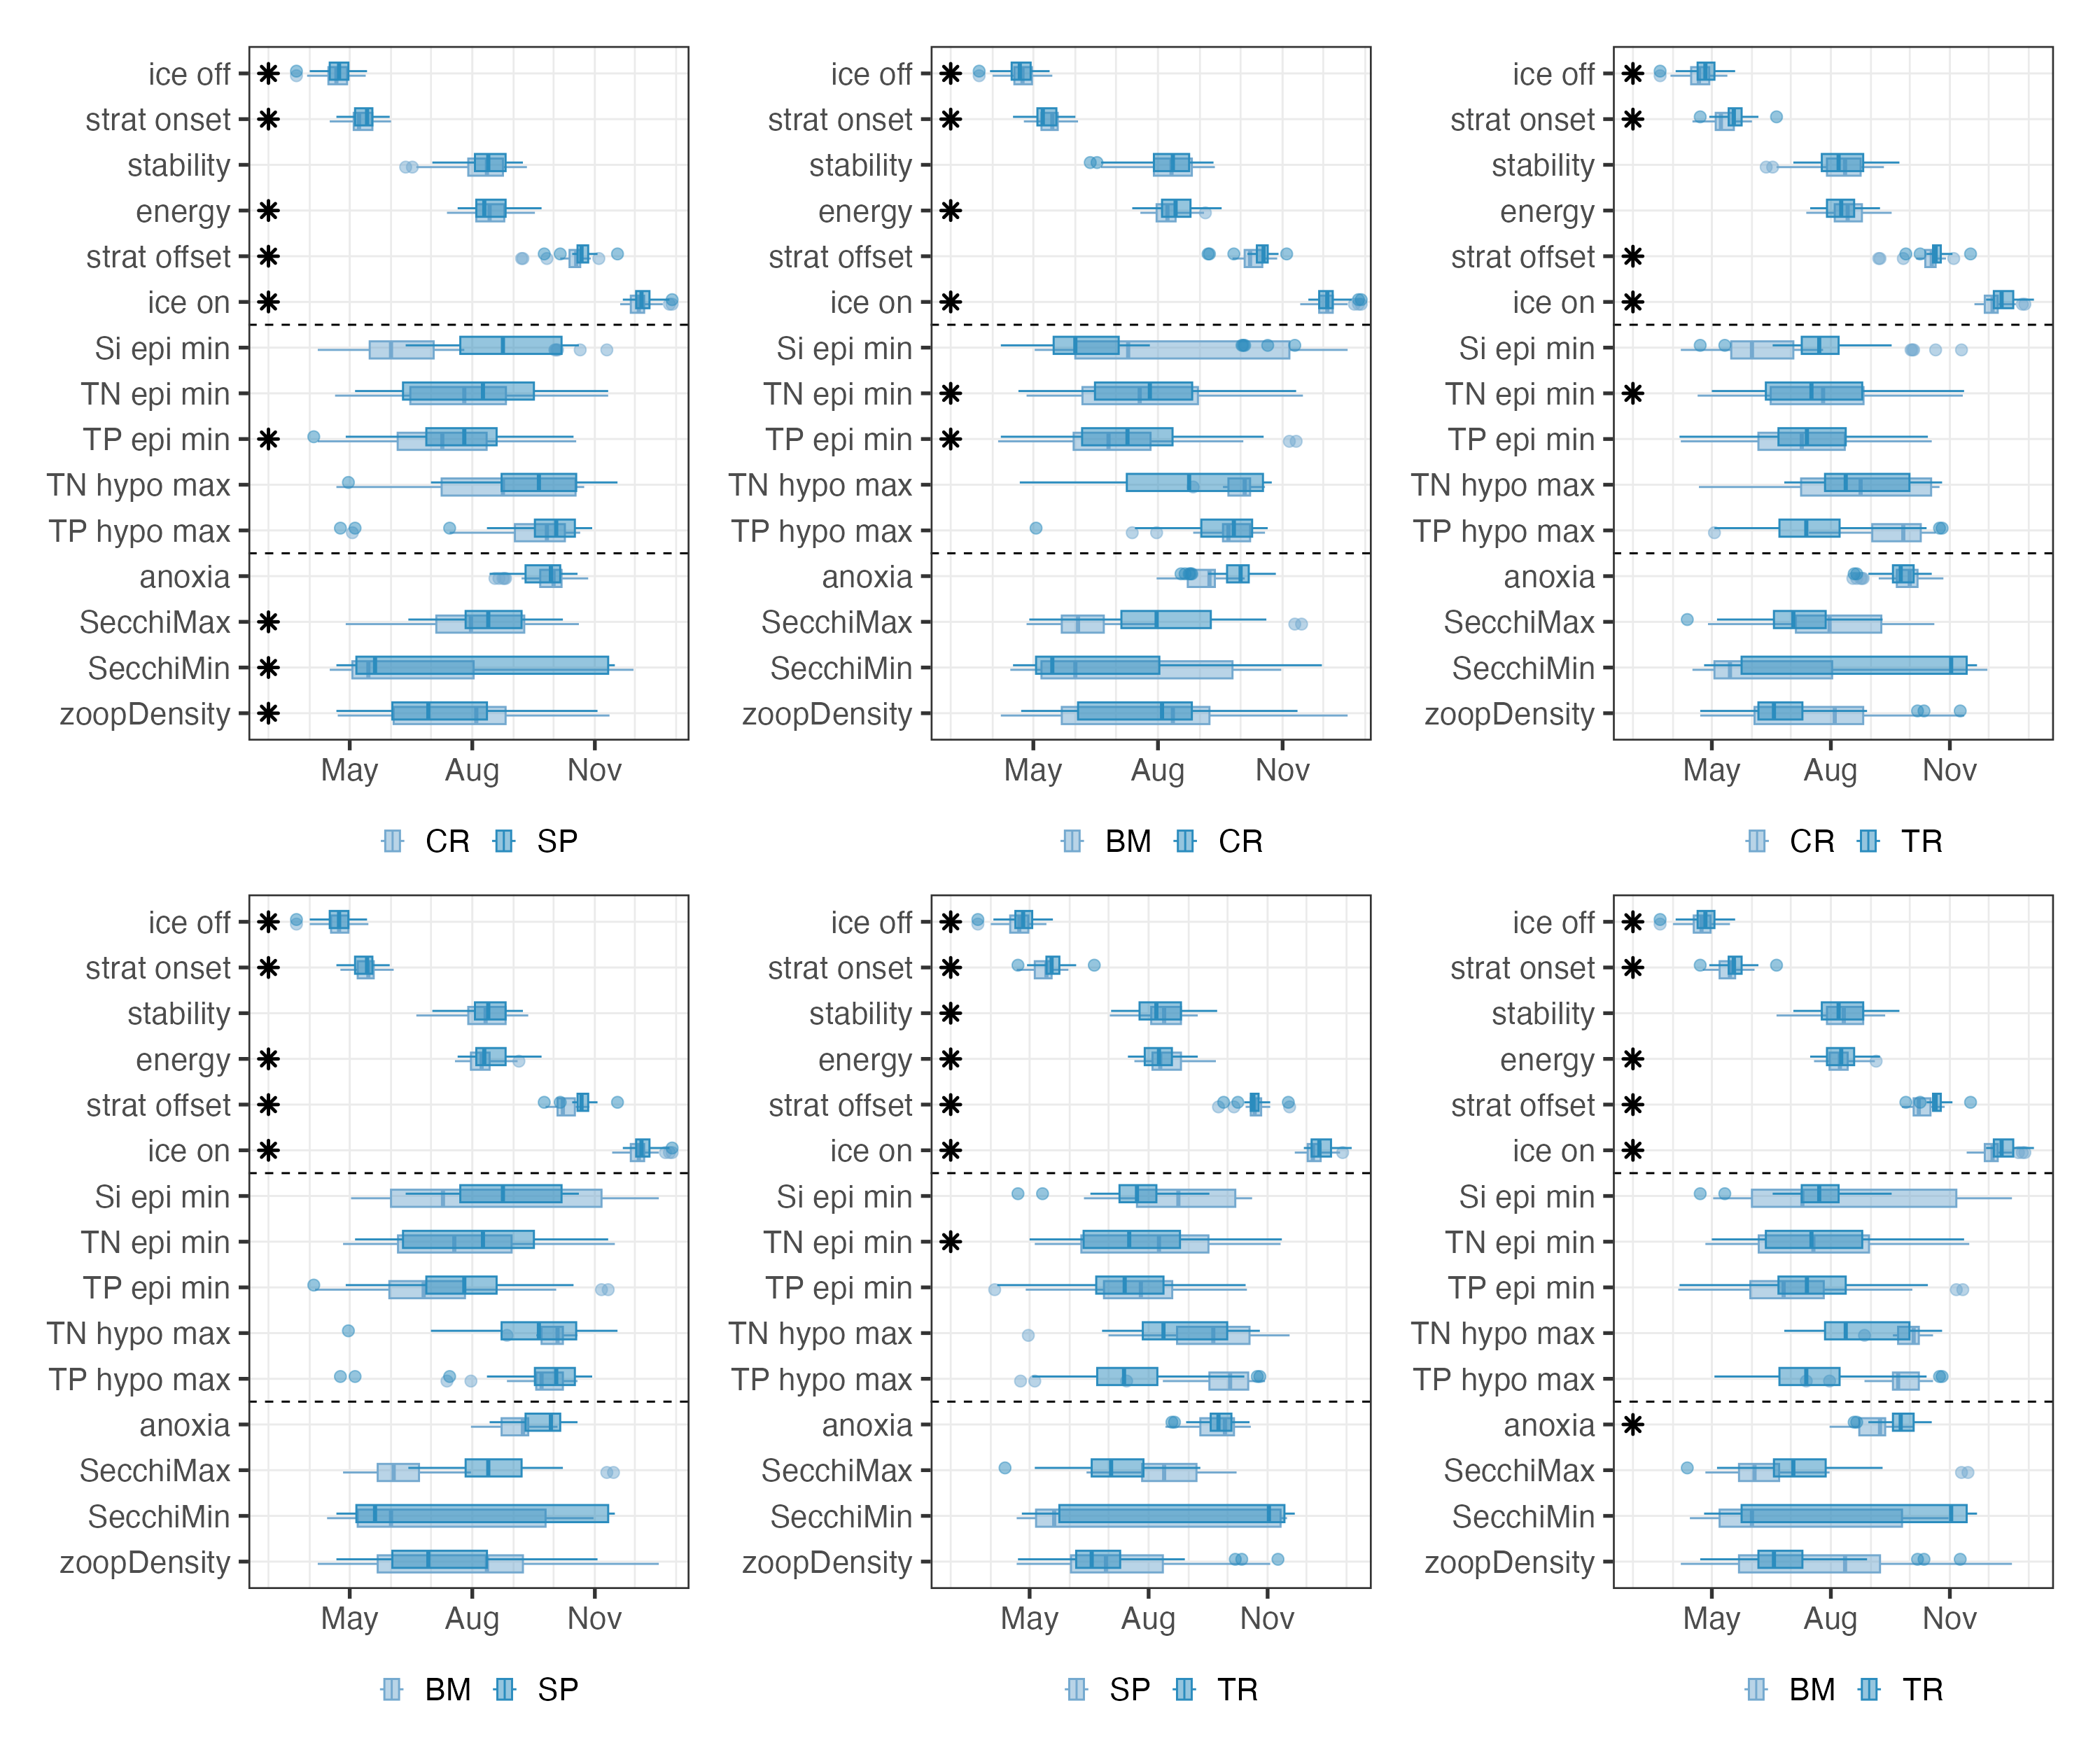 ice off
strat onset
stability
energy
strat offset
ice on
Si epi min
TN epi min
TP epi min
TN hypo max
TP hypo max
anoxia
SecchiMax
SecchiMin
zoopDensity
May Aug Nov
CR SP
ice off
strat onset
stability
energy
strat offset
ice on
Si epi min
TN epi min
TP epi min
TN hypo max
TP hypo max
anoxia
SecchiMax
SecchiMin
zoopDensity
May Aug Nov
BM CR
ice off
strat onset
stability
energy
strat offset
ice on
Si epi min
TN epi min
TP epi min
TN hypo max
TP hypo max
anoxia
SecchiMax
SecchiMin
zoopDensity
May Aug Nov
CR TR
ice off
strat onset
stability
energy
strat offset
ice on
Si epi min
TN epi min
TP epi min
TN hypo max
TP hypo max
anoxia
SecchiMax
SecchiMin
zoopDensity
May Aug Nov
BM SP
ice off
strat onset
stability
energy
strat offset
ice on
Si epi min
TN epi min
TP epi min
TN hypo max
TP hypo max
anoxia
SecchiMax
SecchiMin
zoopDensity
May Aug Nov
SP TR
ice off
strat onset
stability
energy
strat offset
ice on
Si epi min
TN epi min
TP epi min
TN hypo max
TP hypo max
anoxia
SecchiMax
SecchiMin
zoopDensity
May Aug Nov
BM TR